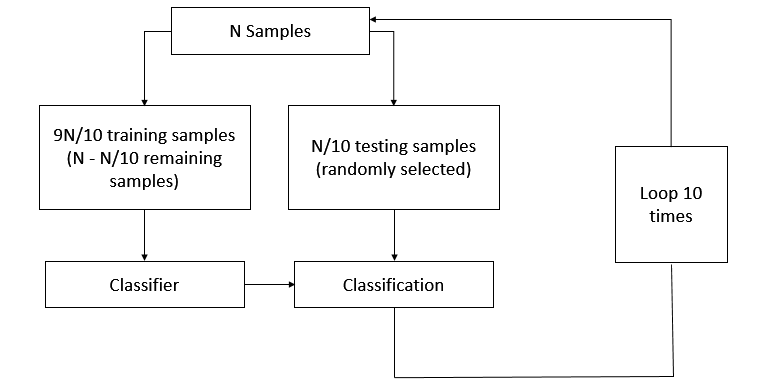 N Samples
9N/10 training samples
(N - N/10 remaining
samples)
N/10 testing samples
(randomly selected)
Loop 10
times
Classifier
Classification